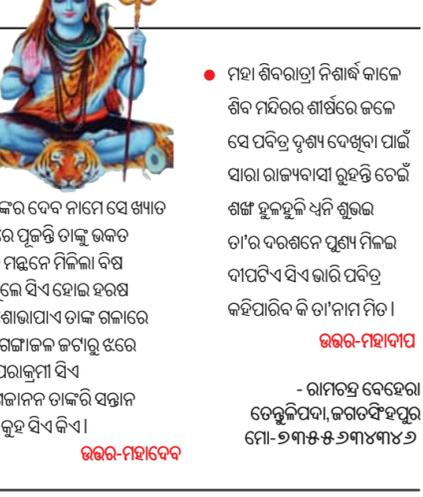 ଙ୍କର ଦେବ ନାମେ ସେ ଖ୍ୟାତ
ରେ ପୂଜନ୍ତି ତାଙ୍କୁ ଭକତ
ମନ୍ଥନେ ମିଳିଲା ବିଷ
ଲେ ସିଏ ହୋଇ ହରଷ
ଶୋଭାପାଏ ତାଙ୍କ ଗଳାରେ
ଗଙ୍ଗାଜଳ ଜଟାରୁ ଝରେ
ପରାକ୍ରମୀ ସିଏ
ଗଜାନନ ତାଙ୍କରି ସନ୍ତାନ
କୁହ ସିଏ କିଏ ।
ଉତ୍ତର-ମହାଦେବ
● ମହା ଶିବରାତ୍ରୀ ନିଶାର୍ଦ୍ଧ କାଳେ
ଶିବ ମନ୍ଦିରର ଶୀର୍ଷରେ ଜଳେ
ସେ ପବିତ୍ର ଦୃଶ୍ୟ ଦେଖିବା ପାଇଁ
ସାରା ରାଜ୍ୟବାସୀ ରୁହନ୍ତି ଚେଇଁ
ଶଙ୍ଖ ହୁଳହୁଳି ଧ୍ୱନି ଶୁଭଇ
ତା'ର ଦରଶନେ ପୁଣ୍ୟ ମିଳଇ
ଦୀପଟିଏ ସିଏ ଭାରି ପବିତ୍ର
କହିପାରିବ କି ତା'ନାମ ମିତ ।
ଉତ୍ତର-ମହାଦୀପ
- ରାମଚନ୍ଦ୍ର ବେହେରା
ତେନ୍ତୁଳିପଦା, ଜଗତସିଂହପୁର
ମୋ-୭୩୫୫୬୩୪୩୪୬